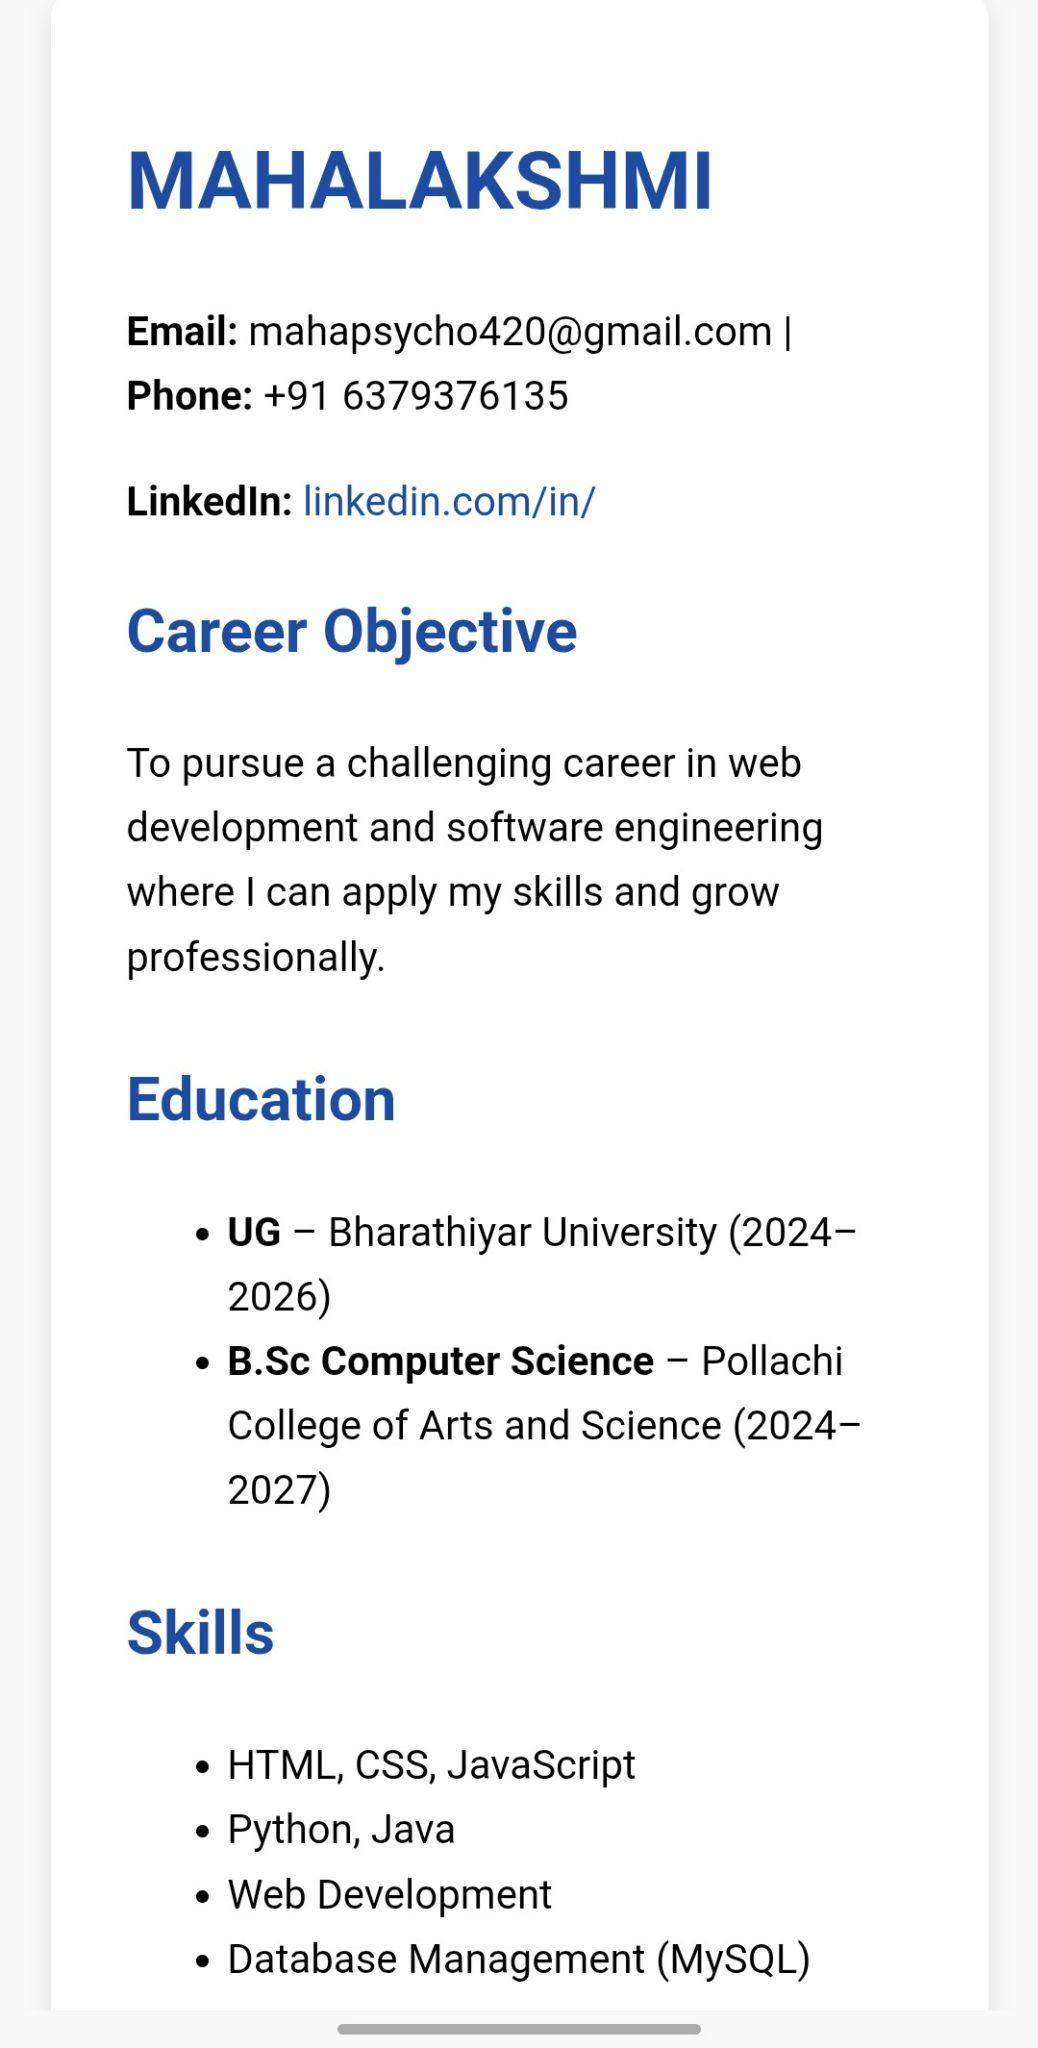 MAHALAKSHMI
Email: mahapsycho420@gmail.com |
Phone: +91 6379376135
LinkedIn: linkedin.com/in/
Career Objective
To pursue a challenging career in web
development and software engineering
where I can apply my skills and grow
professionally.
Education
• UG – Bharathiyar University (2024–
2026)
• B.Sc Computer Science – Pollachi
College of Arts and Science (2024–
2027)
Skills
• HTML, CSS, JavaScript
• Python, Java
• Web Development
• Database Management (MySQL)